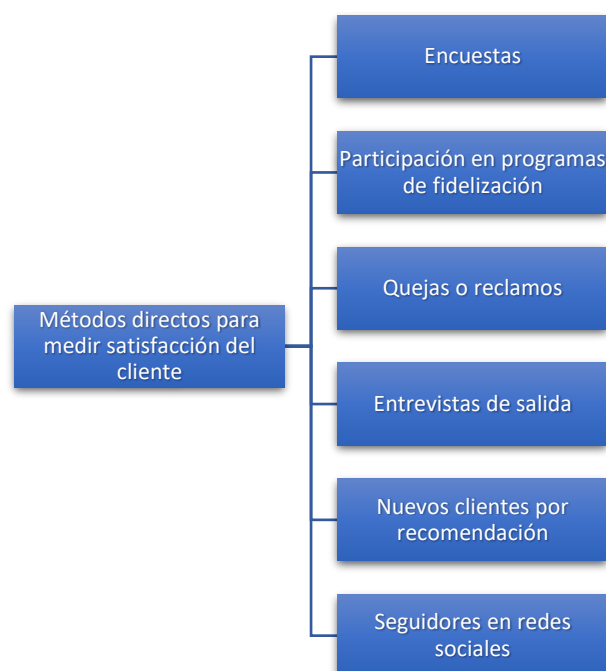 Encuestas
Participación en programas
de fidelización
Quejas o reclamos
Métodos directos para
medir satisfacción del
cliente
Entrevistas de salida
Nuevos clientes por
recomendación
Seguidores en redes
sociales